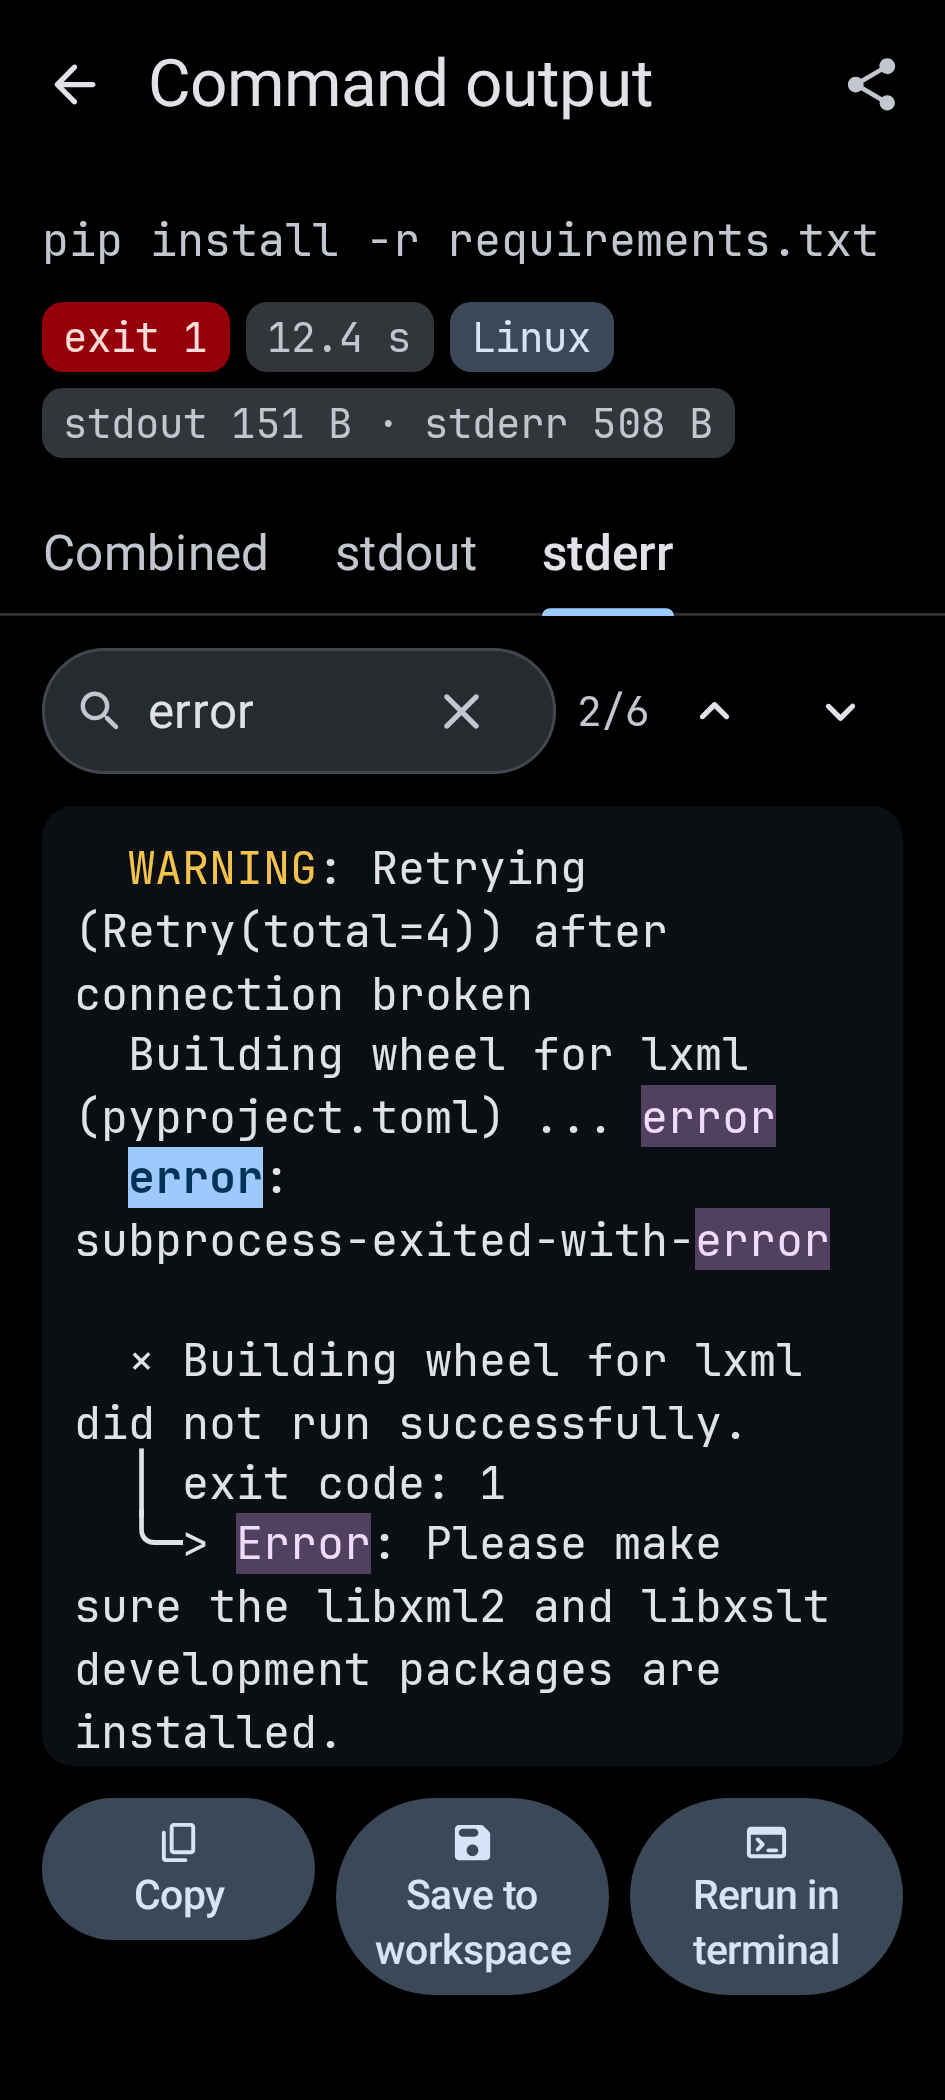 Command output
pip install -r requirements.txt
exit 1 12.4 s Linux
stdout 151 B · stderr 508 B
Combined stdout stderr
error 2/6
WARNING: Retrying
(Retry(total=4)) after
connection broken
Building wheel for lxml
(pyproject.toml) ... error
error:
subprocess-exited-with-error
× Building wheel for lxml
did not run successfully.
│ exit code: 1
╰─> Error: Please make
sure the libxml2 and libxslt
development packages are
installed.
Copy
Save to
workspace
Rerun in
terminal